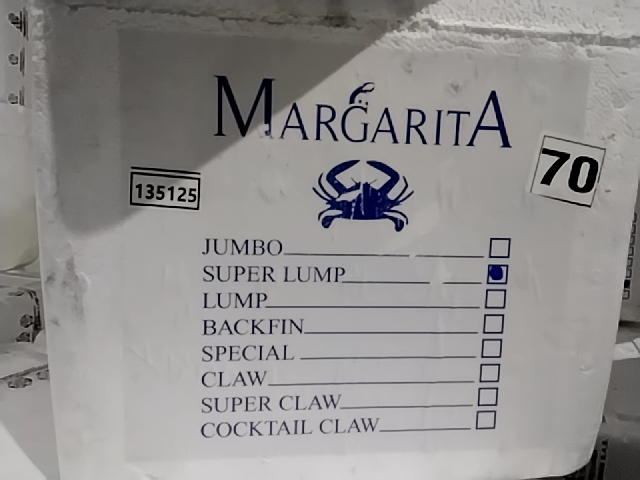 MARGARITA
135125
70
JUMBO
SUPER LUMP
LUMP
BACKFIN
SPECIAL
CLAW
SUPER CLAW
COCKTAIL CLAW